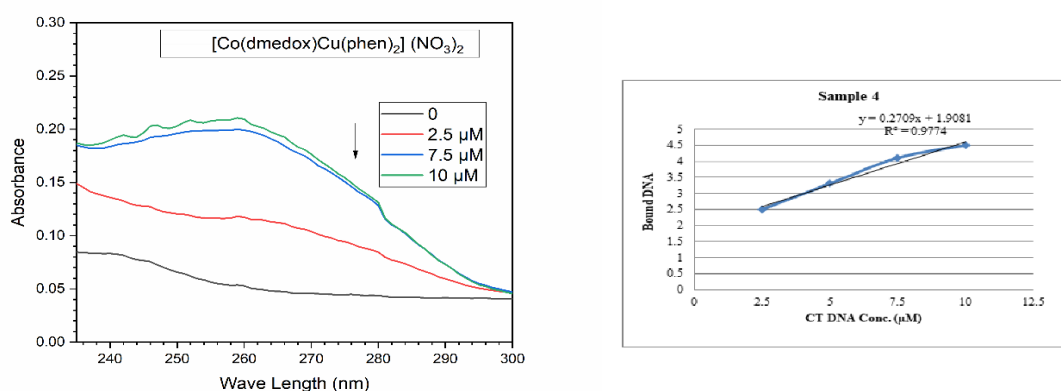 [Co(dmedox)Cu(phen)₂] (NO₃)₂
0.30
0.25
0.20
0.15
0.10
0.05
0.00
Absorbance
0
2.5 µM
7.5 µM
10 µM
240 250 260 270 280 290 300
Wave Length (nm)
Sample 4
y = 0.2709x + 1.9081
R² = 0.9774
5
4.5
4
3.5
3
2.5
2
1.5
1
0.5
0
Bound DNA
0 2.5 5 7.5 10 12.5
CT DNA Conc. (µM)